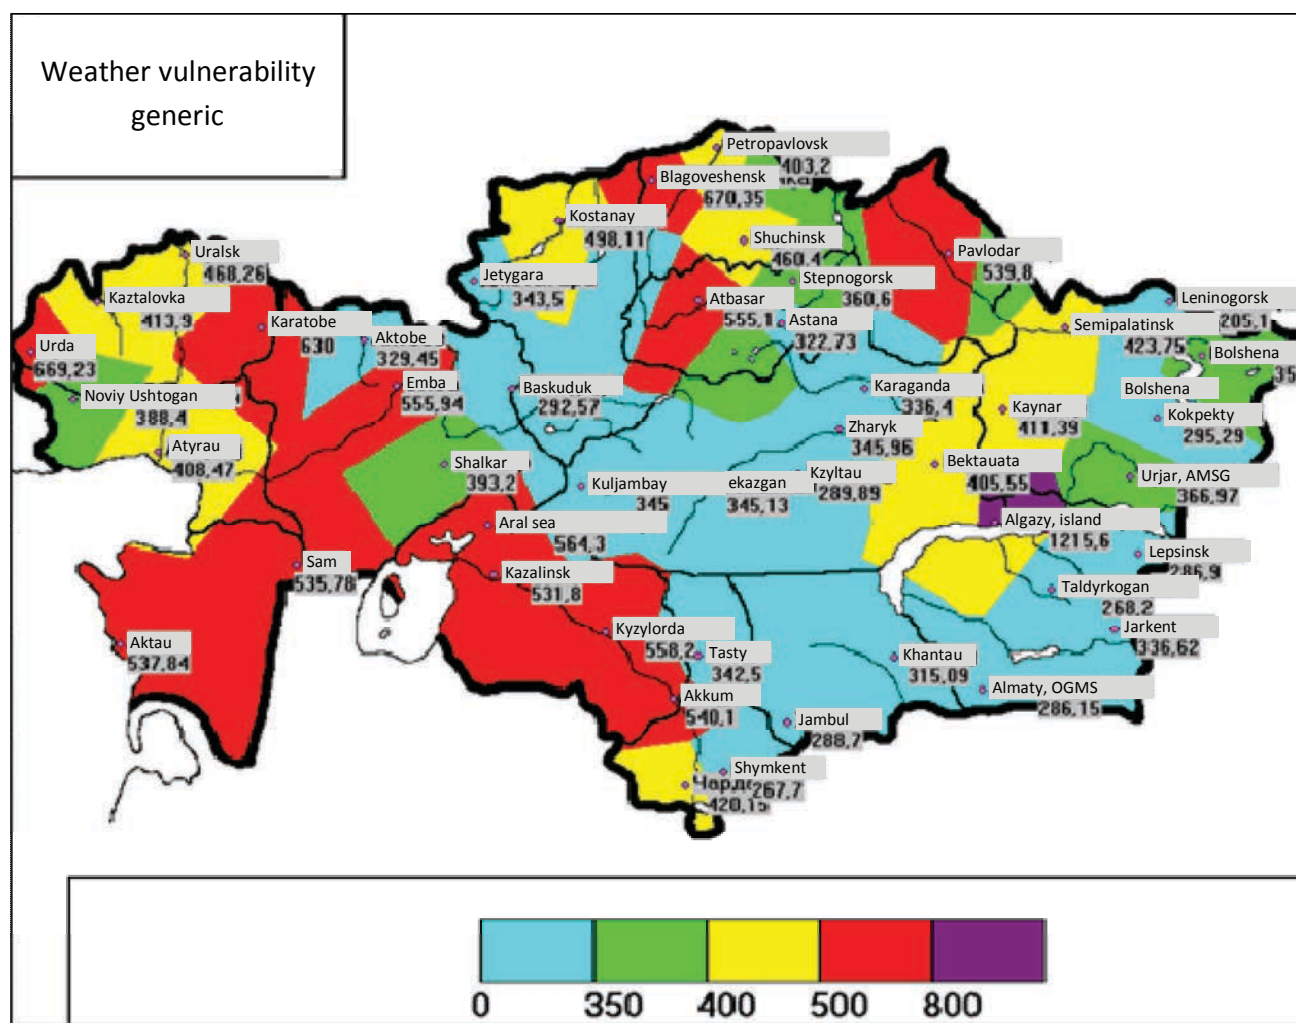 Weather vulnerability
generic
Petropavlovsk
403,2
Blagoveshensk
670,35
Kostanay
498,11
Shuchinsk
460,4
Pavlodar
539,8
Uralsk
468,26
Jetygara
343,5
Stepnogorsk
360,6
Kaztalovka
413,9
Atbasar
555,1
Leninogorsk
205,1
Karatobe
630
Astana
322,73
Semipalatinsk
423,75
Urda
669,23
Aktobe
329,45
Bolshena
35
Noviy Ushtogan
388,4
Emba
555,94
Baskuduk
292,57
Karaganda
336,4
Bolshena
Kaynar
411,39
Kokpekty
295,29
Zharyk
345,96
Atyrau
408,47
Shalkar
393,2
Kuljambay
345
ekazgan
345,13
Kzyltau
289,89
Bektauata
405,55
Urjar, AMSG
366,97
Aral sea
564,3
Algazy, island
1215,6
Sam
535,78
Kazalinsk
531,8
Lepsinsk
286,9
Taldyrkogan
268,2
Aktau
537,84
Kyzylorda
558,2
Tasty
342,5
Khantau
315,09
Jarkent
336,62
Akkum
540,1
Almaty, OGMS
286,15
Jambul
288,7
Shymkent
267,7
420,15
0 350 400 500 800